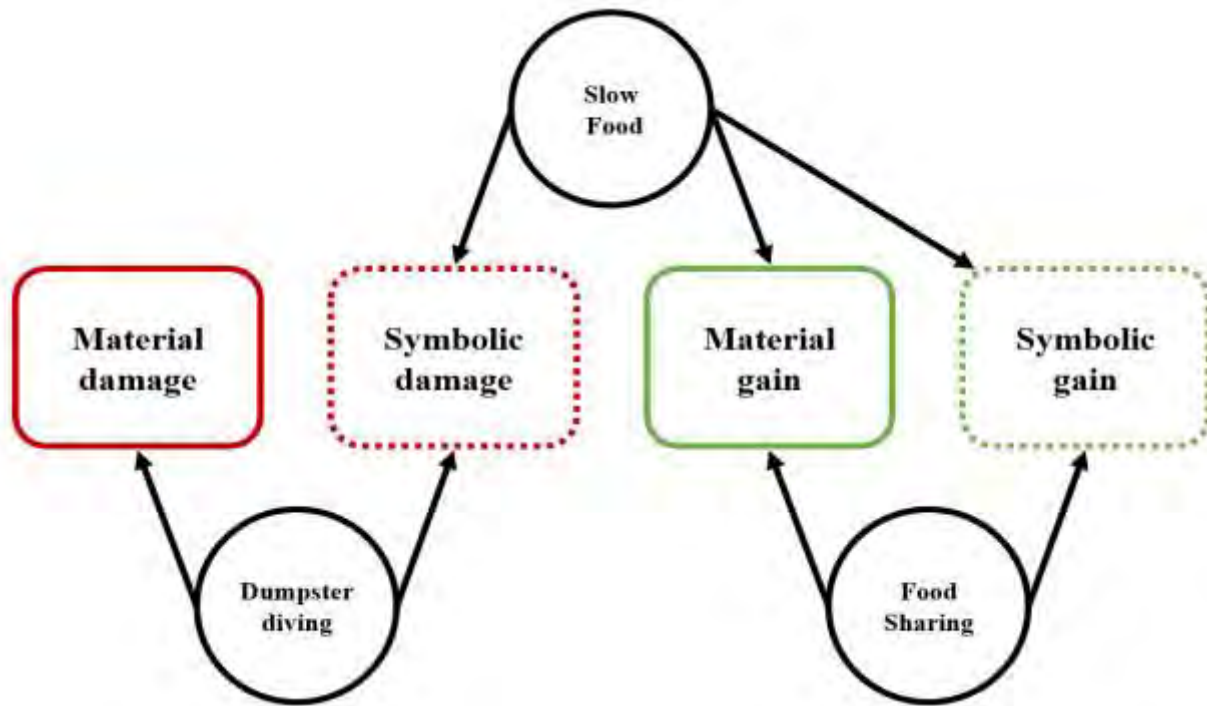 Slow
Food
Material
damage
Symbolic
damage
Material
gain
Symbolic
gain
Dumpster
diving
Food
Sharing